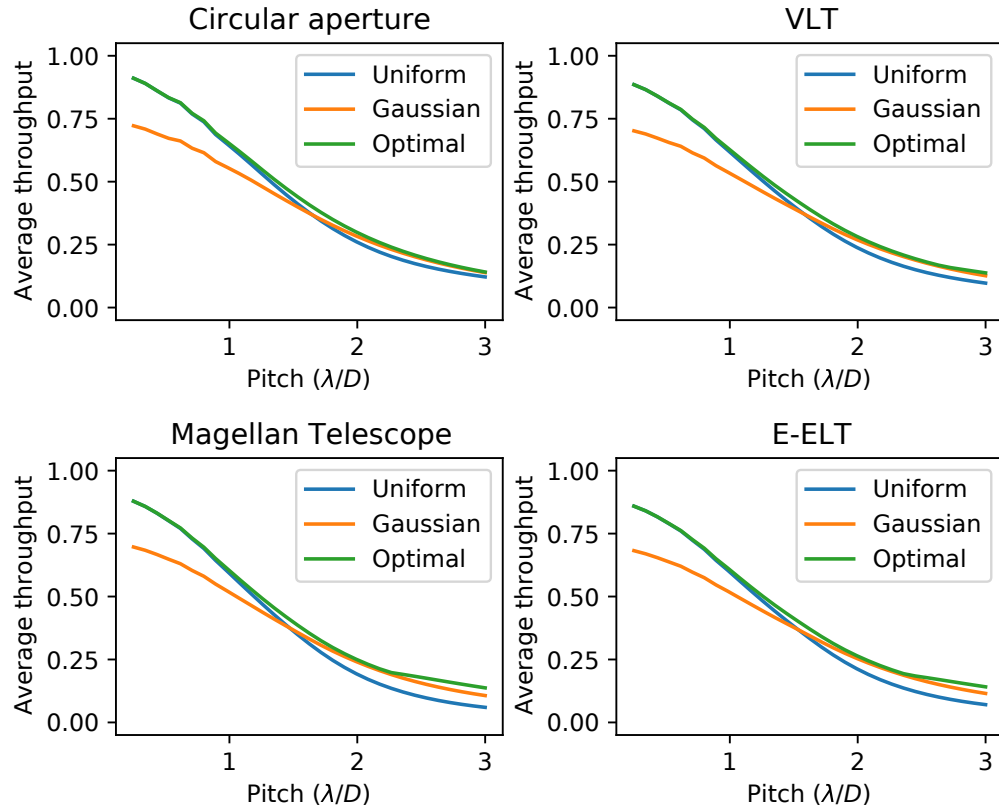 Circular aperture
Average throughput
1.00
0.75
0.50
0.25
0.00
Uniform
Gaussian
Optimal
1 2 3
Pitch (λ/D)
VLT
Average throughput
1.00
0.75
0.50
0.25
0.00
Uniform
Gaussian
Optimal
1 2 3
Pitch (λ/D)
Magellan Telescope
Average throughput
1.00
0.75
0.50
0.25
0.00
Uniform
Gaussian
Optimal
1 2 3
Pitch (λ/D)
E-ELT
Average throughput
1.00
0.75
0.50
0.25
0.00
Uniform
Gaussian
Optimal
1 2 3
Pitch (λ/D)